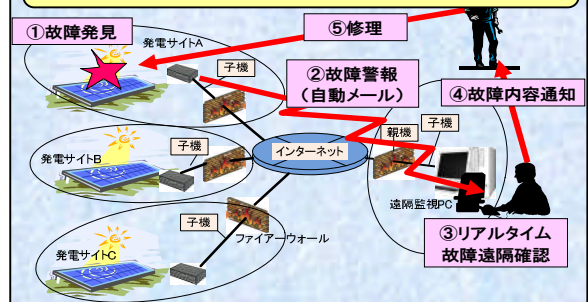 ①故障発見
⑤修理
発電サイトA
子機
②故障警報
(自動メール)
④故障内容通知
親機
子機
インターネット
発電サイトB
子機
遠隔監視PC
子機
ファイアーウォール
③リアルタイム
故障遠隔確認
発電サイトC